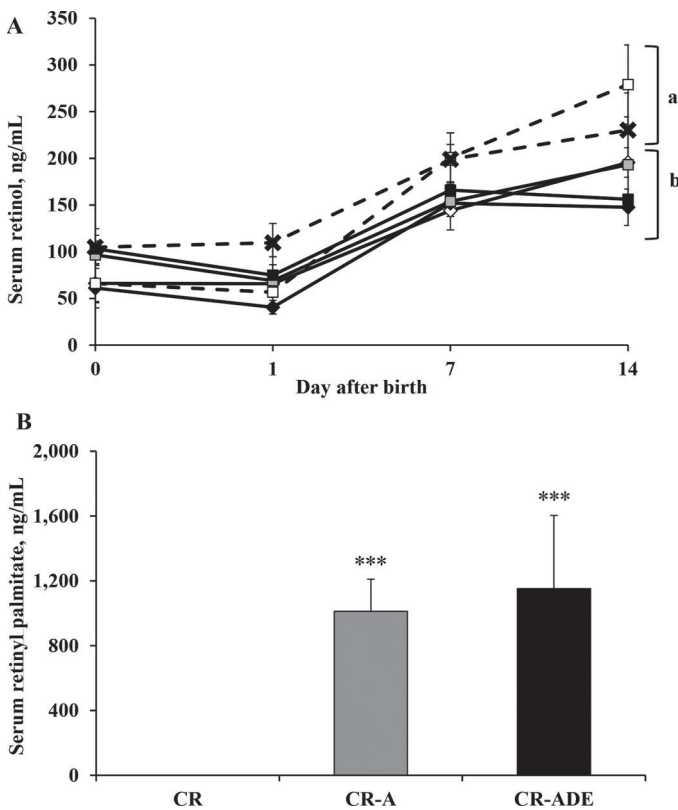 A
Serum retinol, ng/mL
350
300
250
200
150
100
50
0
0
1
7
14
Day after birth
a
b
B
Serum retinyl palmitate, ng/mL
2,000
1,600
1,200
800
400
0
***
***
CR
CR-A
CR-ADE